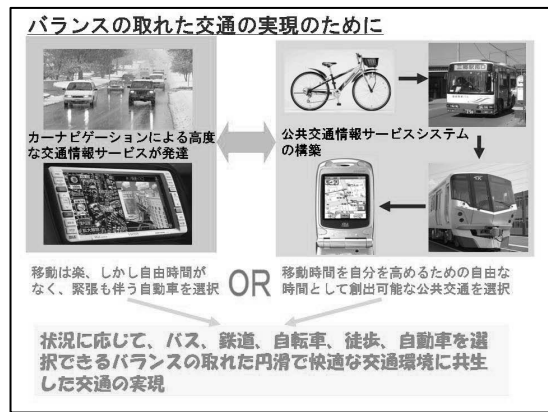 バランスの取れた交通の実現のために
カーナビゲーションによる高度
な交通情報サービスが発達
公共交通情報サービスシステム
の構築
移動は楽、しかし自由時間が
なく、緊張も伴う自動車を選択
OR
移動時間を自分を高めるための自由な
時間として創出可能な公共交通を選択
状況に応じて、バス、鉄道、自転車、徒歩、自動車を選
択できるバランスの取れた円滑で快適な交通環境に共生
した交通の実現